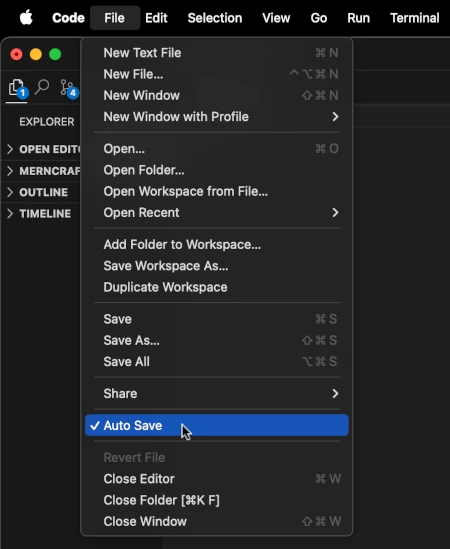 Code File Edit Selection View Go Run Terminal
1
4
EXPLORER
OPEN EDIT
MERNCRAF
OUTLINE
TIMELINE
New Text File ⌘ N
New File... ⌃⌥⌘ N
New Window ⇧⌘ N
New Window with Profile
Open... ⌘ O
Open Folder...
Open Workspace from File...
Open Recent
Add Folder to Workspace...
Save Workspace As...
Duplicate Workspace
Save ⌘ S
Save As... ⇧⌘ S
Save All ⌥⌘ S
Share
✓ Auto Save
Revert File
Close Editor ⌘ W
Close Folder [⌘K F]
Close Window ⇧⌘ W